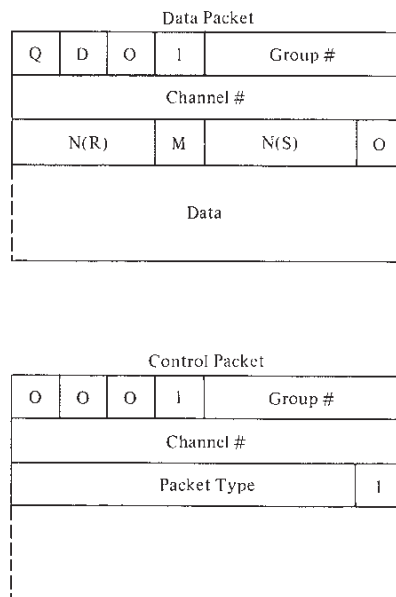 Data Packet
Q D O 1 Group #
Channel #
N(R) M N(S) O
Data
Control Packet
O O O 1 Group #
Channel #
Packet Type 1